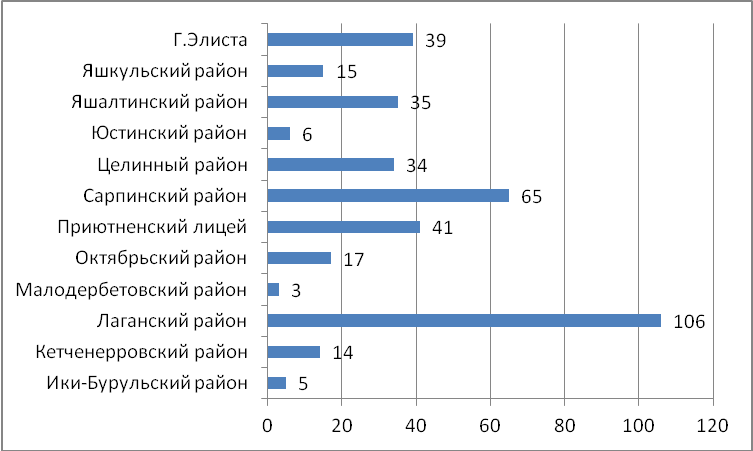 Г.Элиста 39
Яшкульский район 15
Яшалтинский район 35
Юстинский район 6
Целинный район 34
Сарпинский район 65
Приютненский лицей 41
Октябрьский район 17
Малодербетовский район 3
Лаганский район 106
Кетченерровский район 14
Ики-Бурульский район 5
0 20 40 60 80 100 120